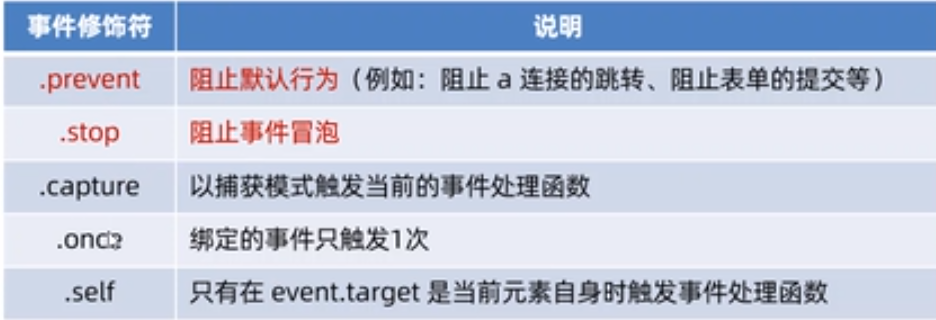 事件修饰符 说明
.prevent 阻止默认行为（例如：阻止 a 连接的跳转、阻止表单的提交等）
.stop 阻止事件冒泡
.capture 以捕获模式触发当前的事件处理函数
.once 绑定的事件只触发1次
.self 只有在 event.target 是当前元素自身时触发事件处理函数